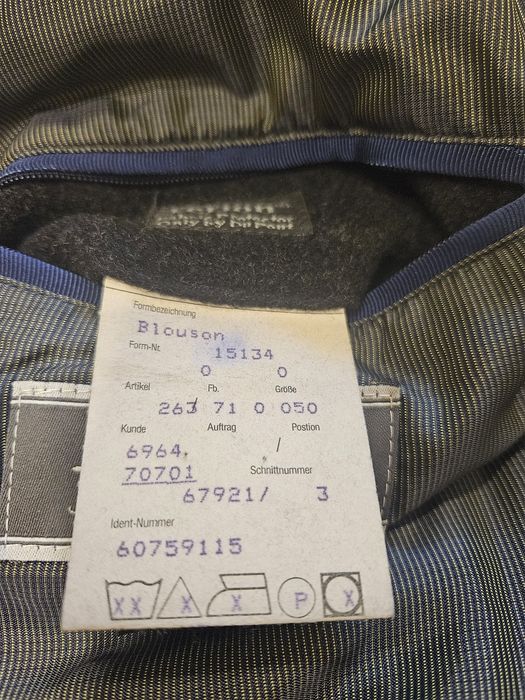 Formbezeichnung
Blouson
Form-Nr. 15134
0 0
Artikel Fb. Größe
263/ 71 0 050
Kunde Auftrag Postion
6964. /
70701 Schnittnummer
67921/ 3
Ident-Nummer
60759115
XX X X P X